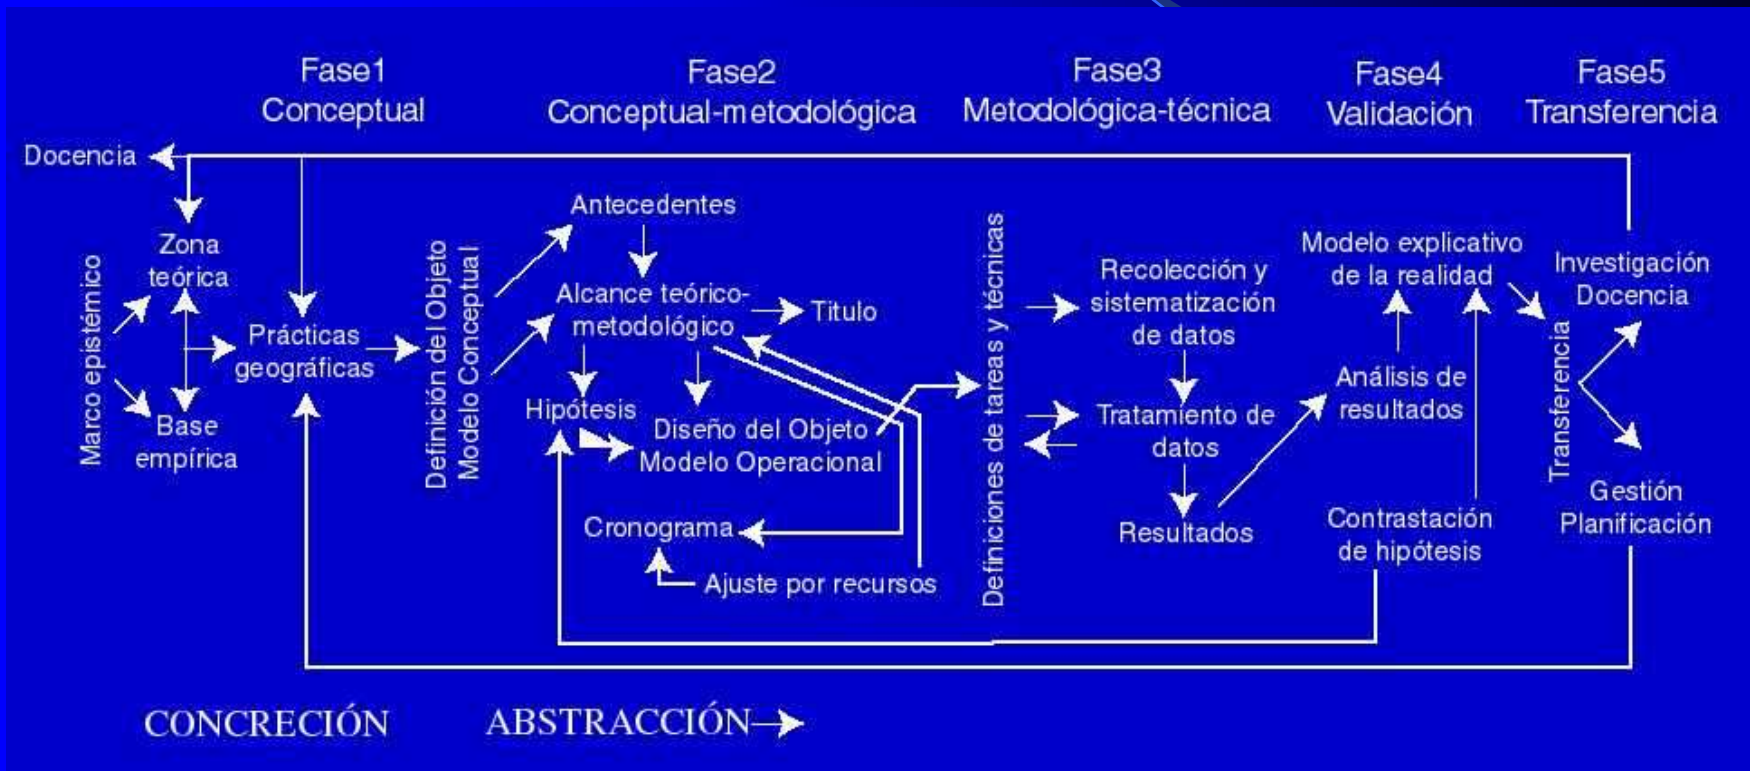 Fase1
Conceptual
Fase2
Conceptual-metodológica
Fase3
Metodológica-técnica
Fase4
Validación
Fase5
Transferencia
Docencia
Zona
teórica
Marco epistémico
Base
empírica
Prácticas
geográficas
Definición del Objeto
Modelo Conceptual
Antecedentes
Alcance teórico-
metodológico
Titulo
Hipótesis
Diseño del Objeto
Modelo Operacional
Cronograma
Ajuste por recursos
Definiciones de tareas y técnicas
Recolección y
sistematización
de datos
Tratamiento de
datos
Resultados
Modelo explicativo
de la realidad
Análisis de
resultados
Contrastación
de hipótesis
Transferencia
Investigación
Docencia
Gestión
Planificación
CONCRECIÓN
ABSTRACCIÓN